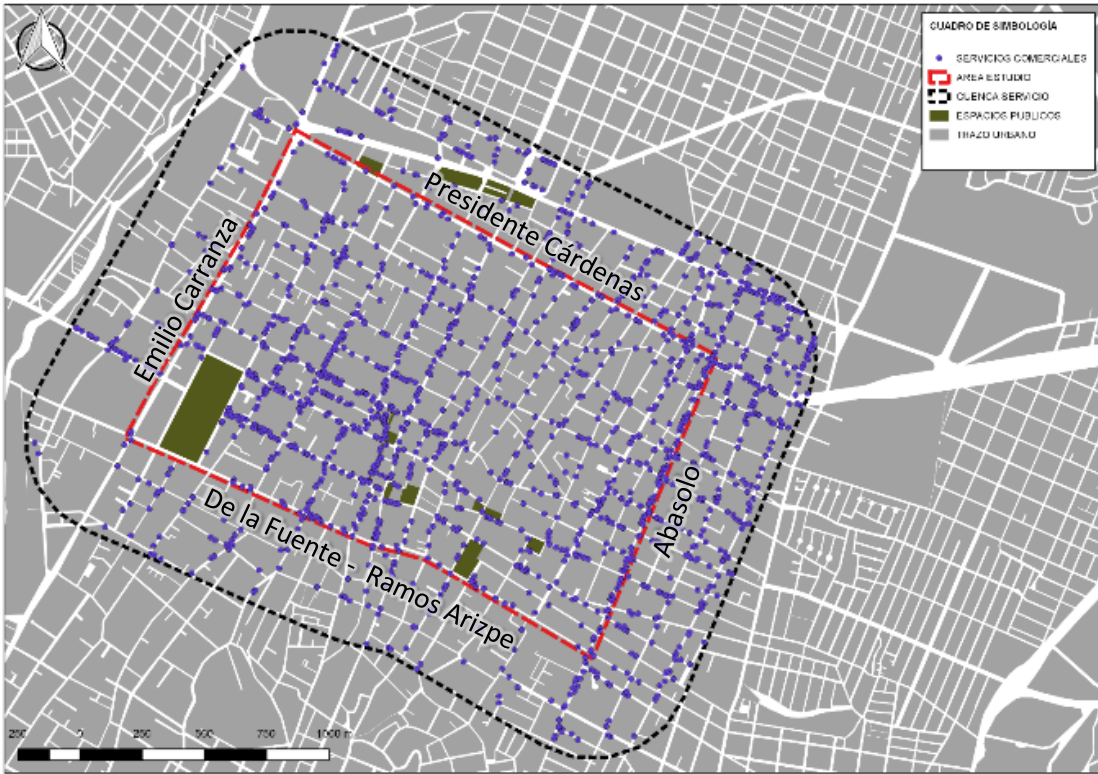 CUADRO DE SIMBOLOGÍA
SERVICIOS COMERCIALES
AREA ESTUDIO
CUENCA SERVICIO
ESPACIOS PUBLICOS
TRAZO URBANO
Presidente Cárdenas
Emilio Carranza
Abasolo
De la Fuente - Ramos Arizpe
250 0 250 500 750 1000 m